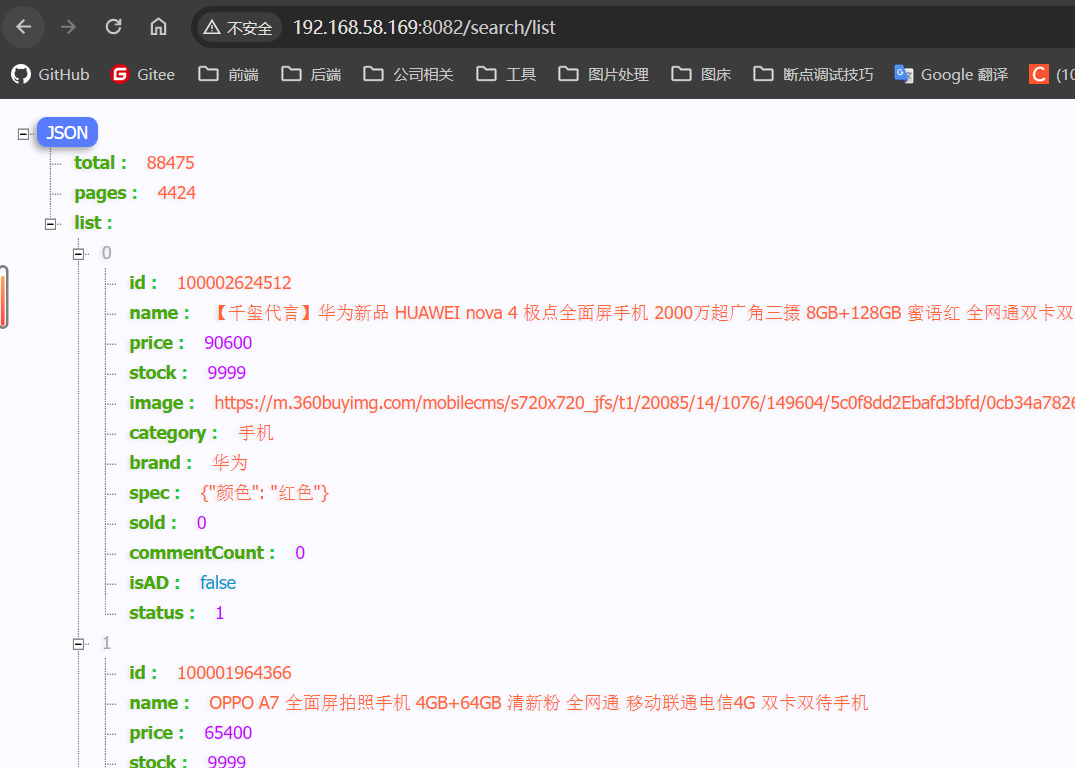 不安全 192.168.58.169:8082/search/list
GitHub G Gitee 前端 后端 公司相关 工具 图片处理 图床 断点调试技巧 Google 翻译 C (10
JSON
total : 88475
pages : 4424
list :
0
id : 100002624512
name : 【千玺代言】华为新品 HUAWEI nova 4 极点全面屏手机 2000万超广角三摄 8GB+128GB 蜜语红 全网通双卡双
price : 90600
stock : 9999
image : https://m.360buyimg.com/mobilecms/s720x720_jfs/t1/20085/14/1076/149604/5c0f8dd2Ebafd3bfd/0cb34a7826
category : 手机
brand : 华为
spec : {"颜色": "红色"}
sold : 0
commentCount : 0
isAD : false
status : 1
1
id : 100001964366
name : OPPO A7 全面屏拍照手机 4GB+64GB 清新粉 全网通 移动联通电信4G 双卡双待手机
price : 65400
stock : 9999